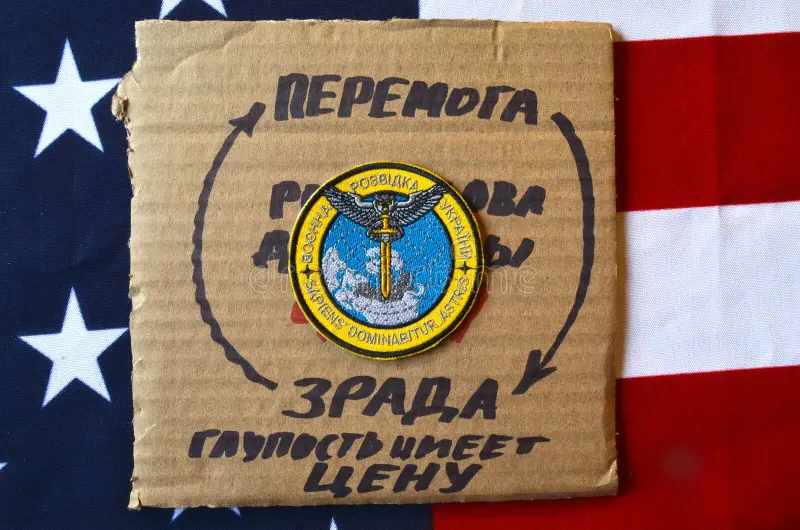 ПЕРЕМОГА
ВОЄННА РОЗВІДКА УКРАЇНИ
SAPIENS DOMINABITUR ASTRIS
ЗРАДА
ГЛУПОСТЬ ИМЕЕТ
ЦЕНУ